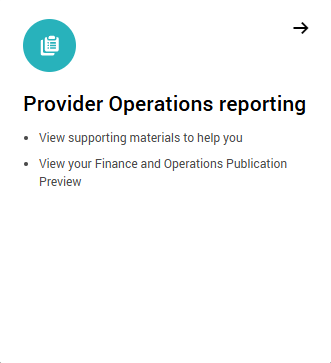 Provider Operations reporting
View supporting materials to help you
View your Finance and Operations Publication
Preview